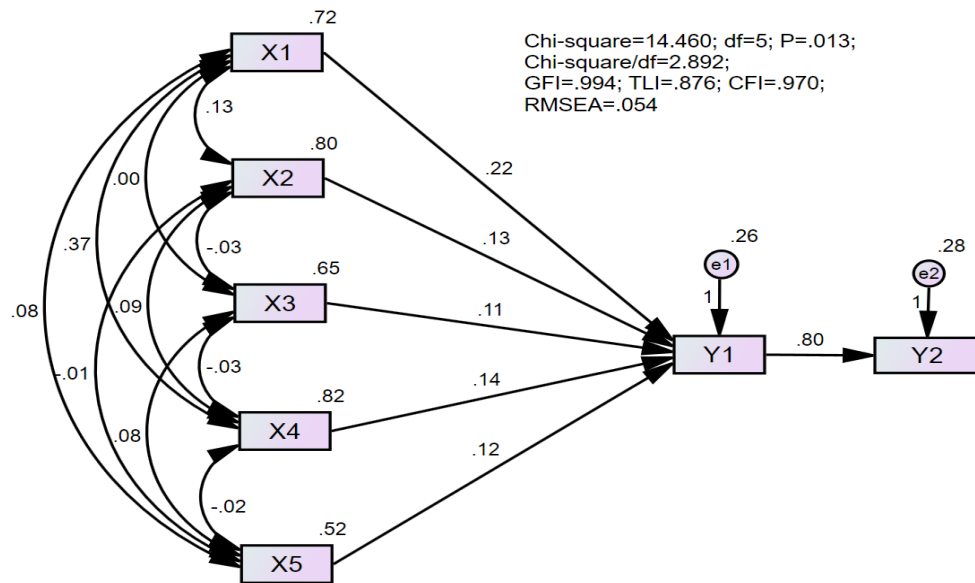 .72
X1
Chi-square=14.460; df=5; P=.013;
Chi-square/df=2.892;
GFI=.994; TLI=.876; CFI=.970;
RMSEA=.054
.13
.80
X2
.22
.00
.13
.37
-.03
.65
X3
.26
e1
.28
e2
.08
.09
.11
1
1
Y1
.80
Y2
-.01
-.03
.82
X4
.14
.08
.12
-.02
.52
X5